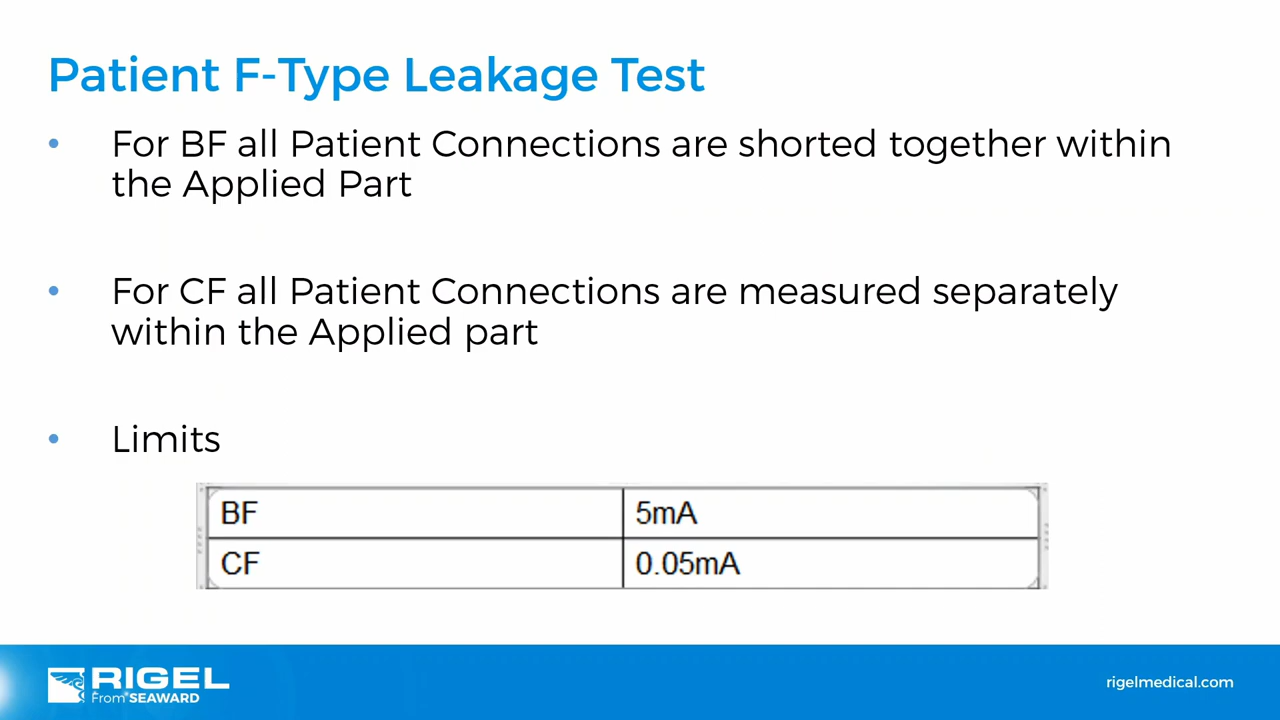 Patient F-Type Leakage Test
• For BF all Patient Connections are shorted together within
the Applied Part
• For CF all Patient Connections are measured separately
within the Applied part
• Limits
BF 5mA
CF 0.05mA
RIGEL
From SEAWARD
rigelmedical.com